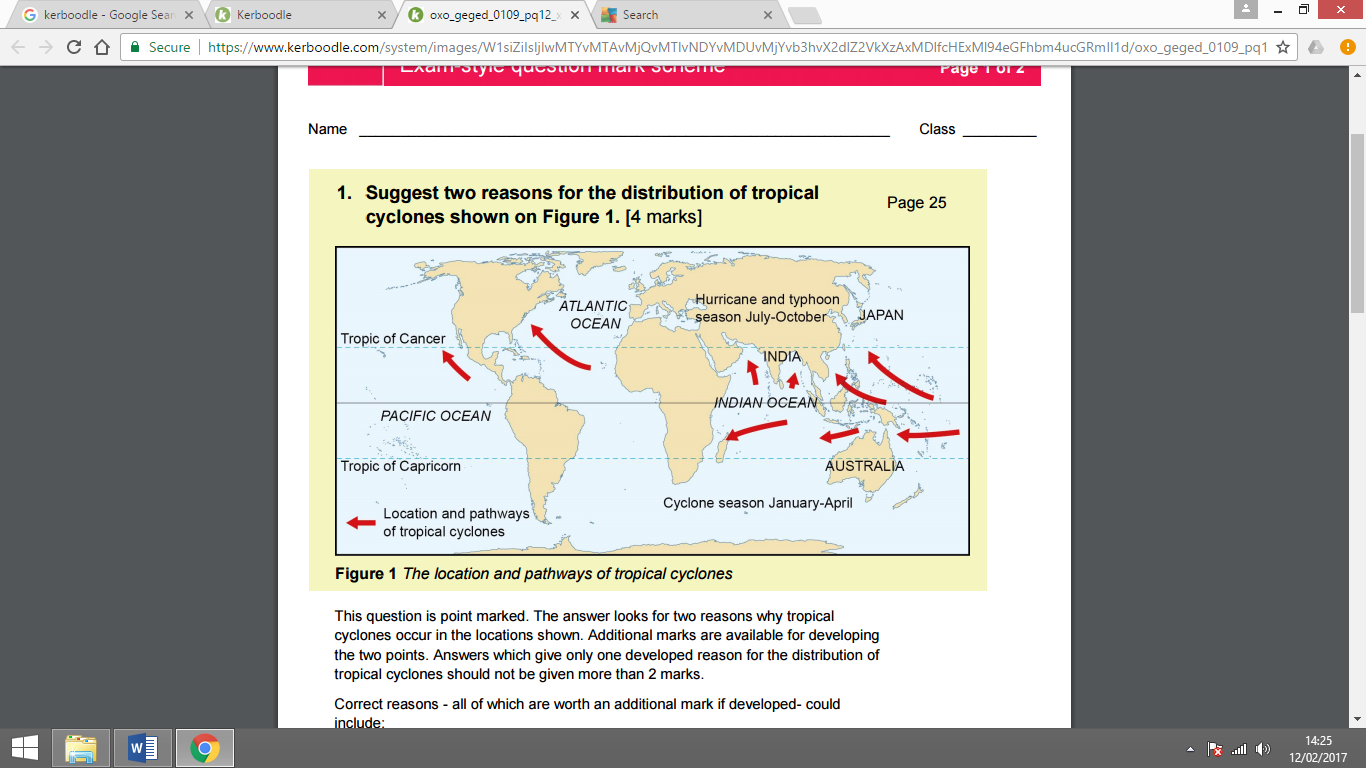 kerboodle - Google Sear
Kerboodle
oxo_geged_0109_pq12_x
Search
Secure
https://www.kerboodle.com/system/images/
Exam-style question mark scheme
Page 1 of 2
Name
Class
1. Suggest two reasons for the distribution of tropical
cyclones shown on Figure 1. [4 marks]
Page 25
ATLANTIC
OCEAN
Hurricane and typhoon
season July-October
JAPAN
Tropic of Cancer
INDIA
INDIAN OCEAN
PACIFIC OCEAN
Tropic of Capricorn
AUSTRALIA
Cyclone season January-April
Location and pathways
of tropical cyclones
Figure 1 The location and pathways of tropical cyclones
This question is point marked. The answer looks for two reasons why tropical
cyclones occur in the locations shown. Additional marks are available for developing
the two points. Answers which give only one developed reason for the distribution of
tropical cyclones should not be given more than 2 marks.
Correct reasons - all of which are worth an additional mark if developed- could
include:
14:25
12/02/2017